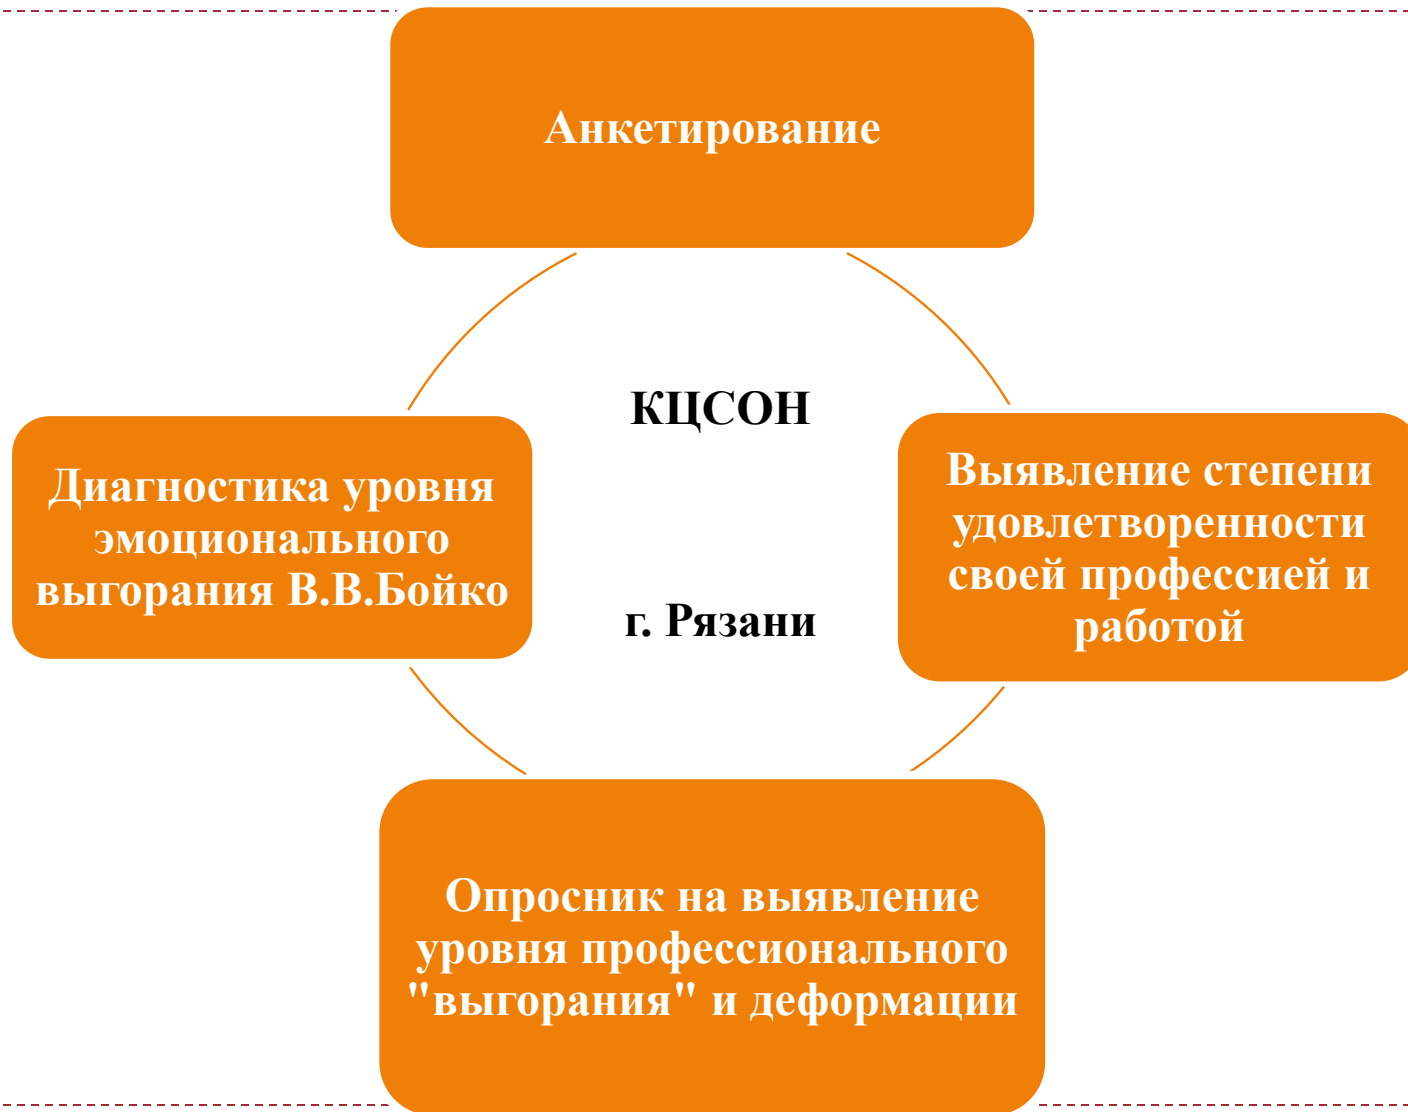 Анкетирование
КЦСОН
г. Рязани
Выявление степени
удовлетворенности
своей профессией и
работой
Опросник на выявление
уровня профессионального
"выгорания" и деформации
Диагностика уровня
эмоционального
выгорания В.В.Бойко